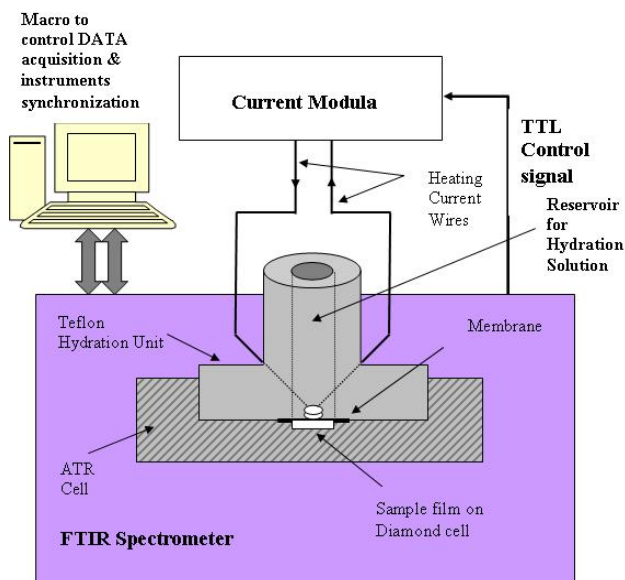 Macro to
control DATA
acquisition &
instruments
synchronization
Current Modula
TTL
Control
signal
Heating
Current
Wires
Reservoir
for
Hydration
Solution
Teflon
Hydration Unit
Membrane
ATR
Cell
Sample film on
Diamond cell
FTIR Spectrometer